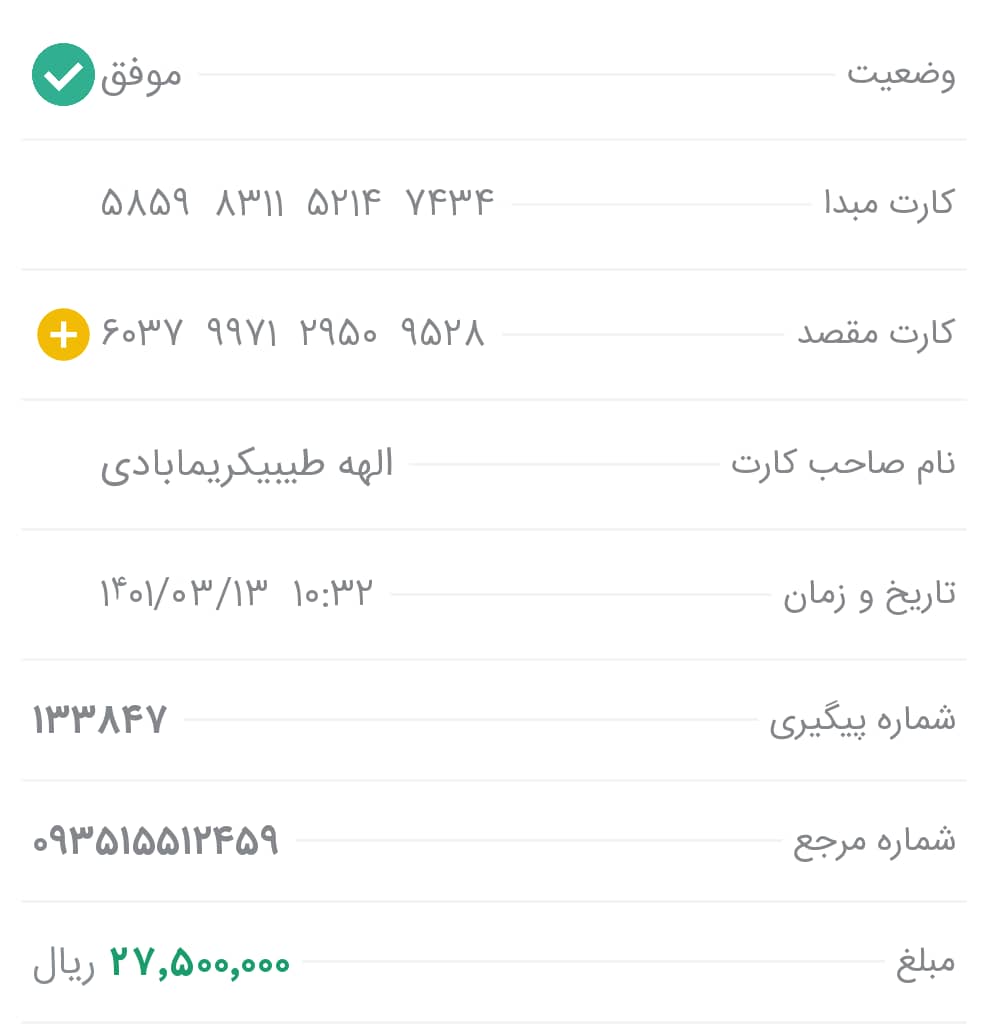 وضعیت موفق
کارت مبدا ۵۸۵۹ ۸۳۱۱ ۵۲۱۴ ۷۴۳۴
کارت مقصد ۶۰۳۷ ۹۹۷۱ ۲۹۵۰ ۹۵۲۸
نام صاحب کارت الهه طیبیکریمابادی
تاریخ و زمان ۱۴۰۱/۰۳/۱۳ ۱۰:۳۲
شماره پیگیری ۱۳۳۸۴۷
شماره مرجع ۰۹۳۵۱۵۵۱۲۴۵۹
مبلغ ۲۷,۵۰۰,۰۰۰ ریال